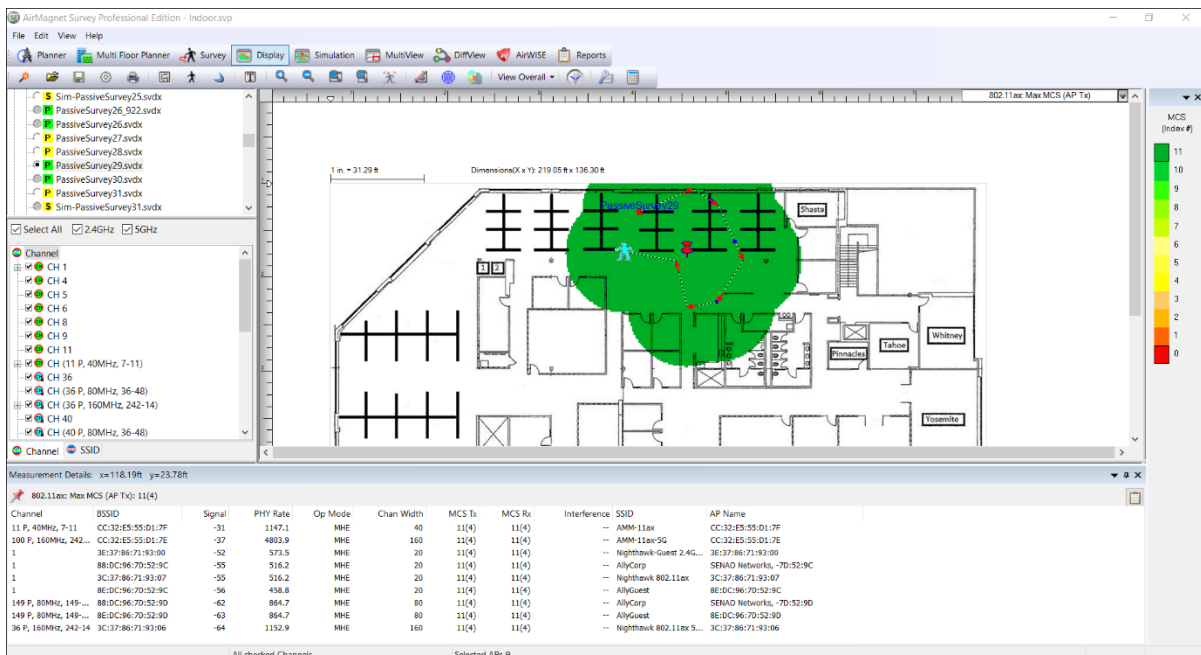 AirMagnet Survey Professional Edition - Indoor.svp
File Edit View Help
Planner Multi Floor Planner Survey Display Simulation MultiView DiffView AirWISE Reports
View Overall
S Sim-PassiveSurvey25.svdx
P PassiveSurvey26_922.svdx
P PassiveSurvey26.svdx
P PassiveSurvey27.svdx
P PassiveSurvey28.svdx
P PassiveSurvey29.svdx
P PassiveSurvey30.svdx
P PassiveSurvey31.svdx
S Sim-PassiveSurvey31.svdx
Select All 2.4GHz 5GHz
Channel
CH 1
CH 4
CH 5
CH 6
CH 8
CH 9
CH 11
CH (11 P, 40MHz, 7-11)
CH 36
CH (36 P, 80MHz, 36-48)
CH (36 P, 160MHz, 242-14)
CH 40
CH (40 P, 80MHz, 36-48)
Channel SSID
802.11ax: Max MCS (AP Tx)
1 in. = 31.29 ft
Dimensions(X x Y): 219.05 ft x 136.30 ft
PassiveSurvey29
Shasta
1 2
Whitney
Tahoe
Pinnacles
Yosemite
MCS
(Index #)
11
10
9
8
7
6
5
4
3
2
1
0
Measurement Details: x=118.19ft y=23.78ft
802.11ax: Max MCS (AP Tx): 11(4)
Channel BSSID Signal PHY Rate Op Mode Chan Width MCS Tx MCS Rx Interference SSID AP Name
11 P, 40MHz, 7-11 CC:32:E5:55:D1:7F -31 1147.1 MHE 40 11(4) 11(4) -- AMM-11ax CC:32:E5:55:D1:7F
100 P, 160MHz, 242... CC:32:E5:55:D1:7E -37 4803.9 MHE 160 11(4) 11(4) -- AMM-11ax-5G CC:32:E5:55:D1:7E
1 3E:37:86:71:93:00 -52 573.5 MHE 20 11(4) 11(4) -- Nighthawk-Guest 2.4G... 3E:37:86:71:93:00
1 88:DC:96:7D:52:9C -55 516.2 MHE 20 11(4) 11(4) -- AllyCorp SENAO Networks, -7D:52:9C
1 3C:37:86:71:93:07 -55 516.2 MHE 20 11(4) 11(4) -- Nighthawk 802.11ax 3C:37:86:71:93:07
1 8E:DC:96:7D:52:9C -56 458.8 MHE 20 11(4) 11(4) -- AllyGuest 8E:DC:96:7D:52:9C
149 P, 80MHz, 149-... 88:DC:96:7D:52:9D -62 864.7 MHE 80 11(4) 11(4) -- AllyCorp SENAO Networks, -7D:52:9D
149 P, 80MHz, 149-... 8E:DC:96:7D:52:9D -63 864.7 MHE 80 11(4) 11(4) -- AllyGuest 8E:DC:96:7D:52:9D
36 P, 160MHz, 242-14 3C:37:86:71:93:06 -64 1152.9 MHE 160 11(4) 11(4) -- Nighthawk 802.11ax 5... 3C:37:86:71:93:06
All checked Channels Selected APs 9